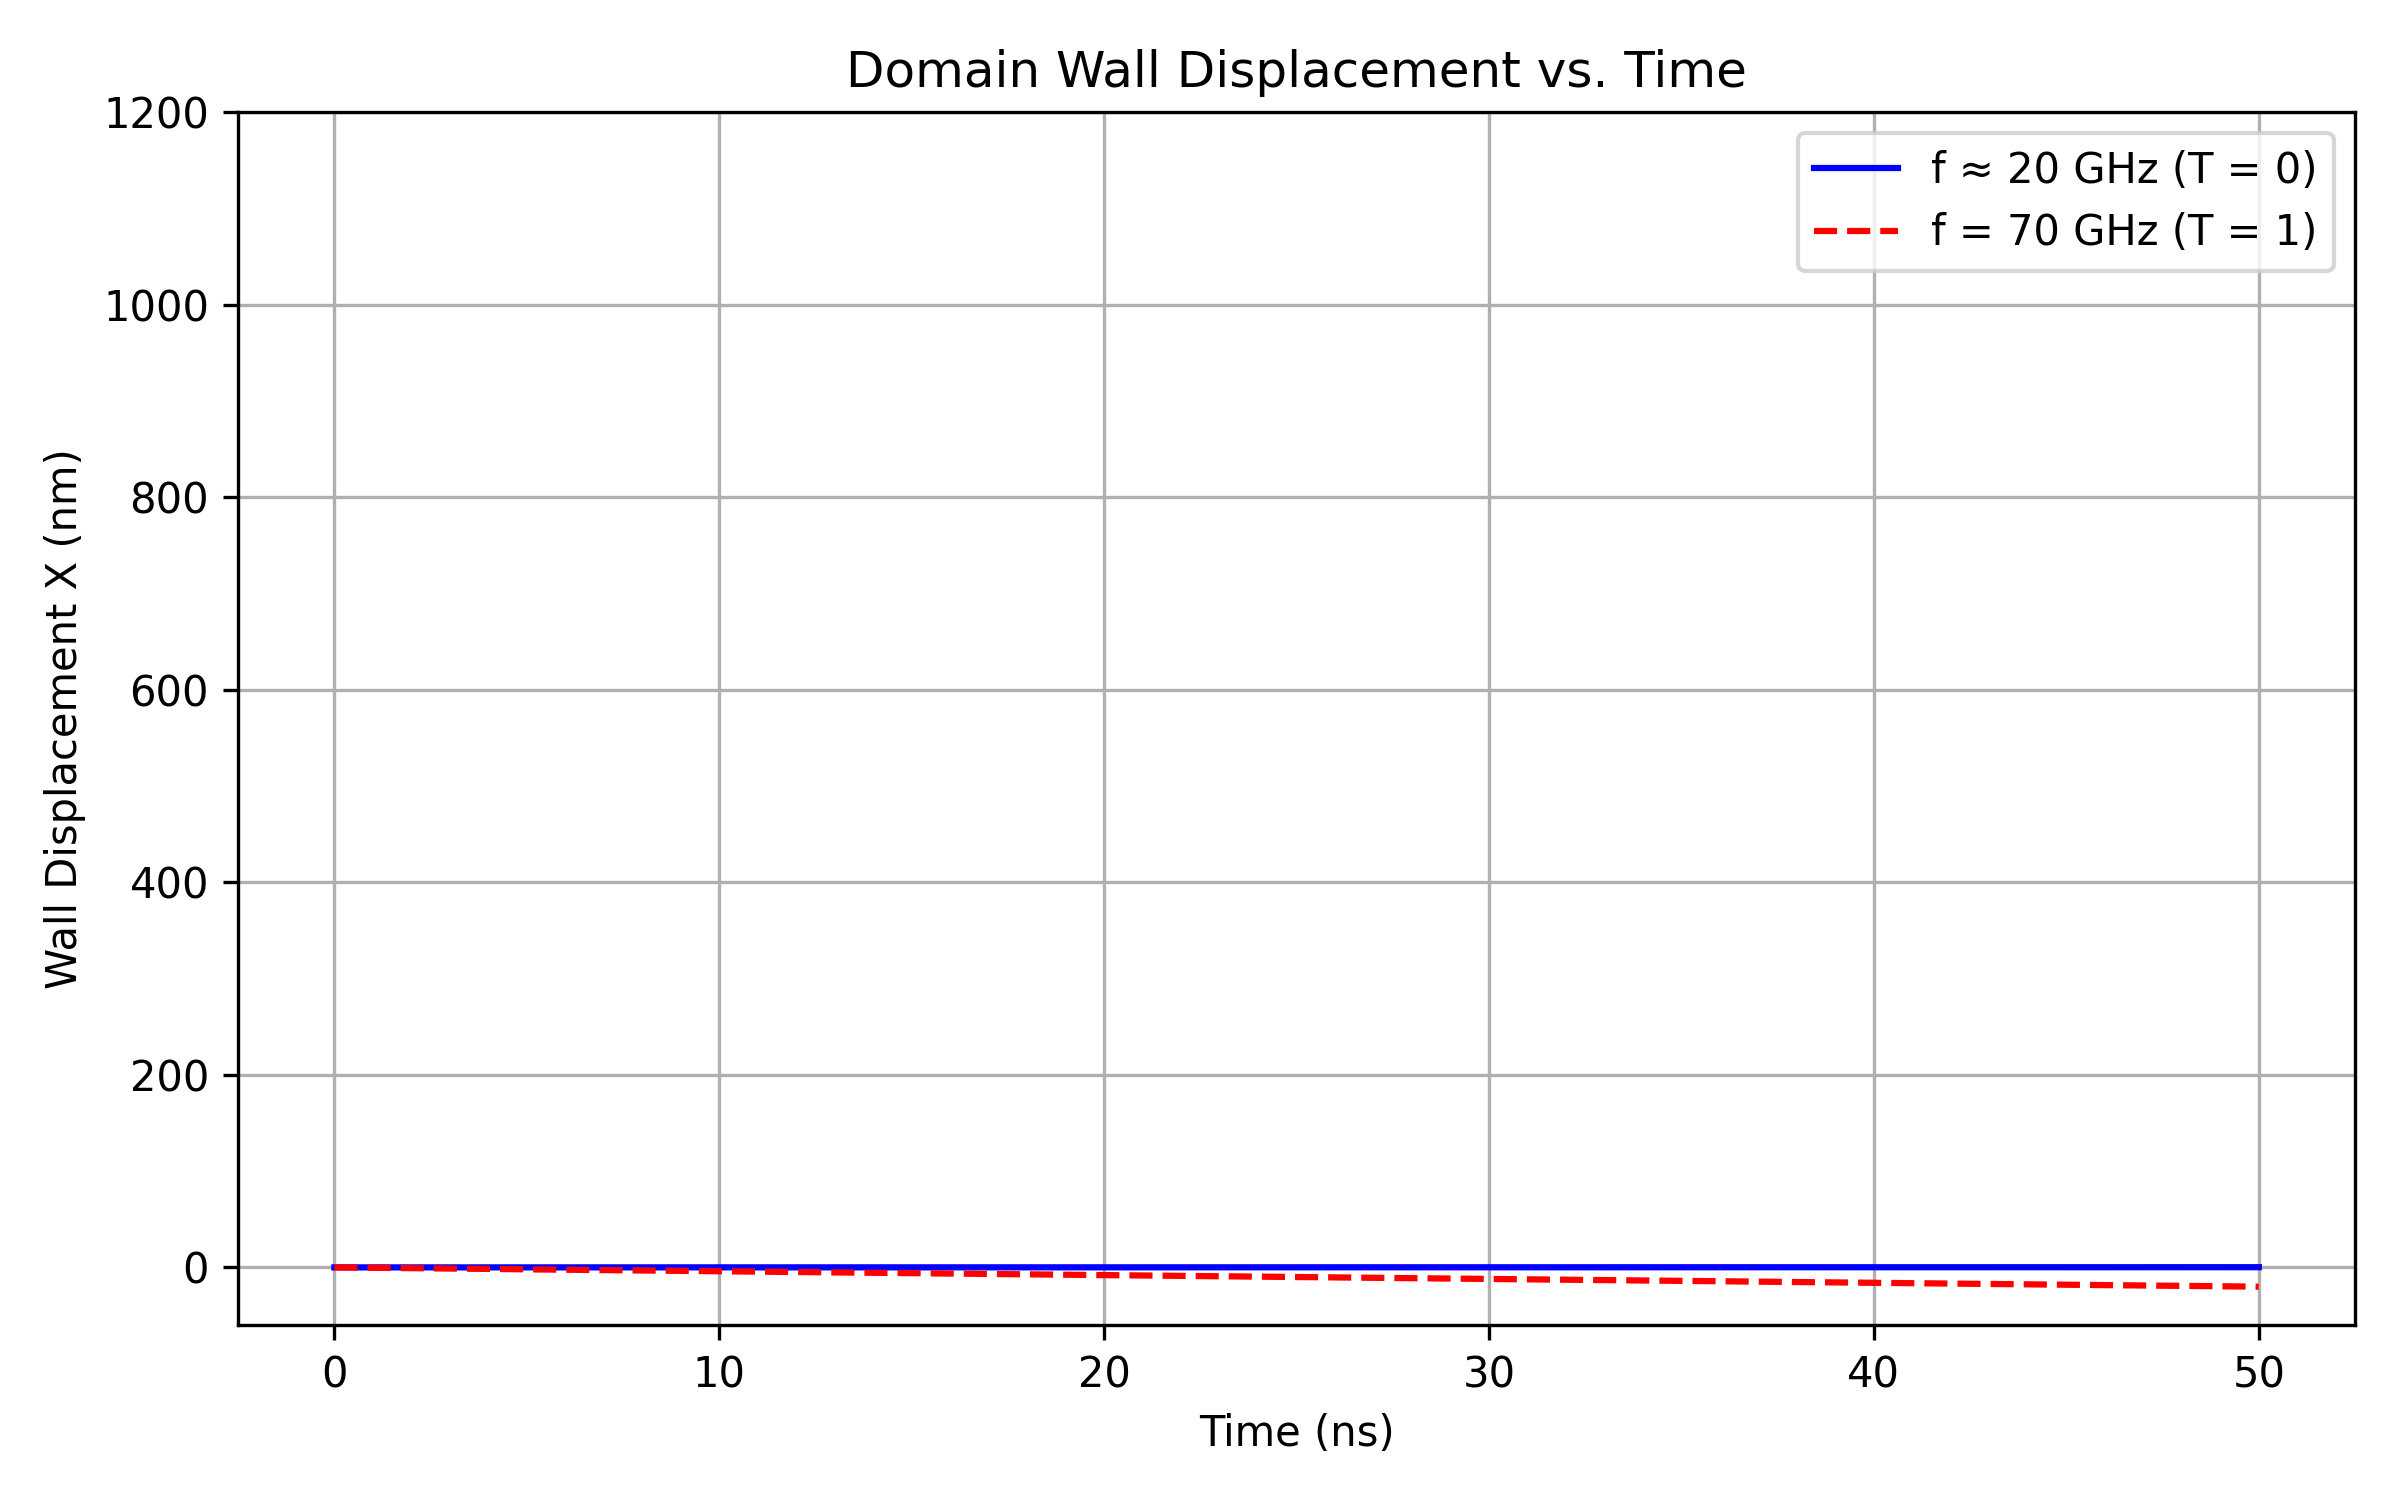 Domain Wall Displacement vs. Time
1200
1000
800
600
400
200
0
Wall Displacement X (nm)
f ≈ 20 GHz (T = 0)
f = 70 GHz (T = 1)
0 10 20 30 40 50
Time (ns)